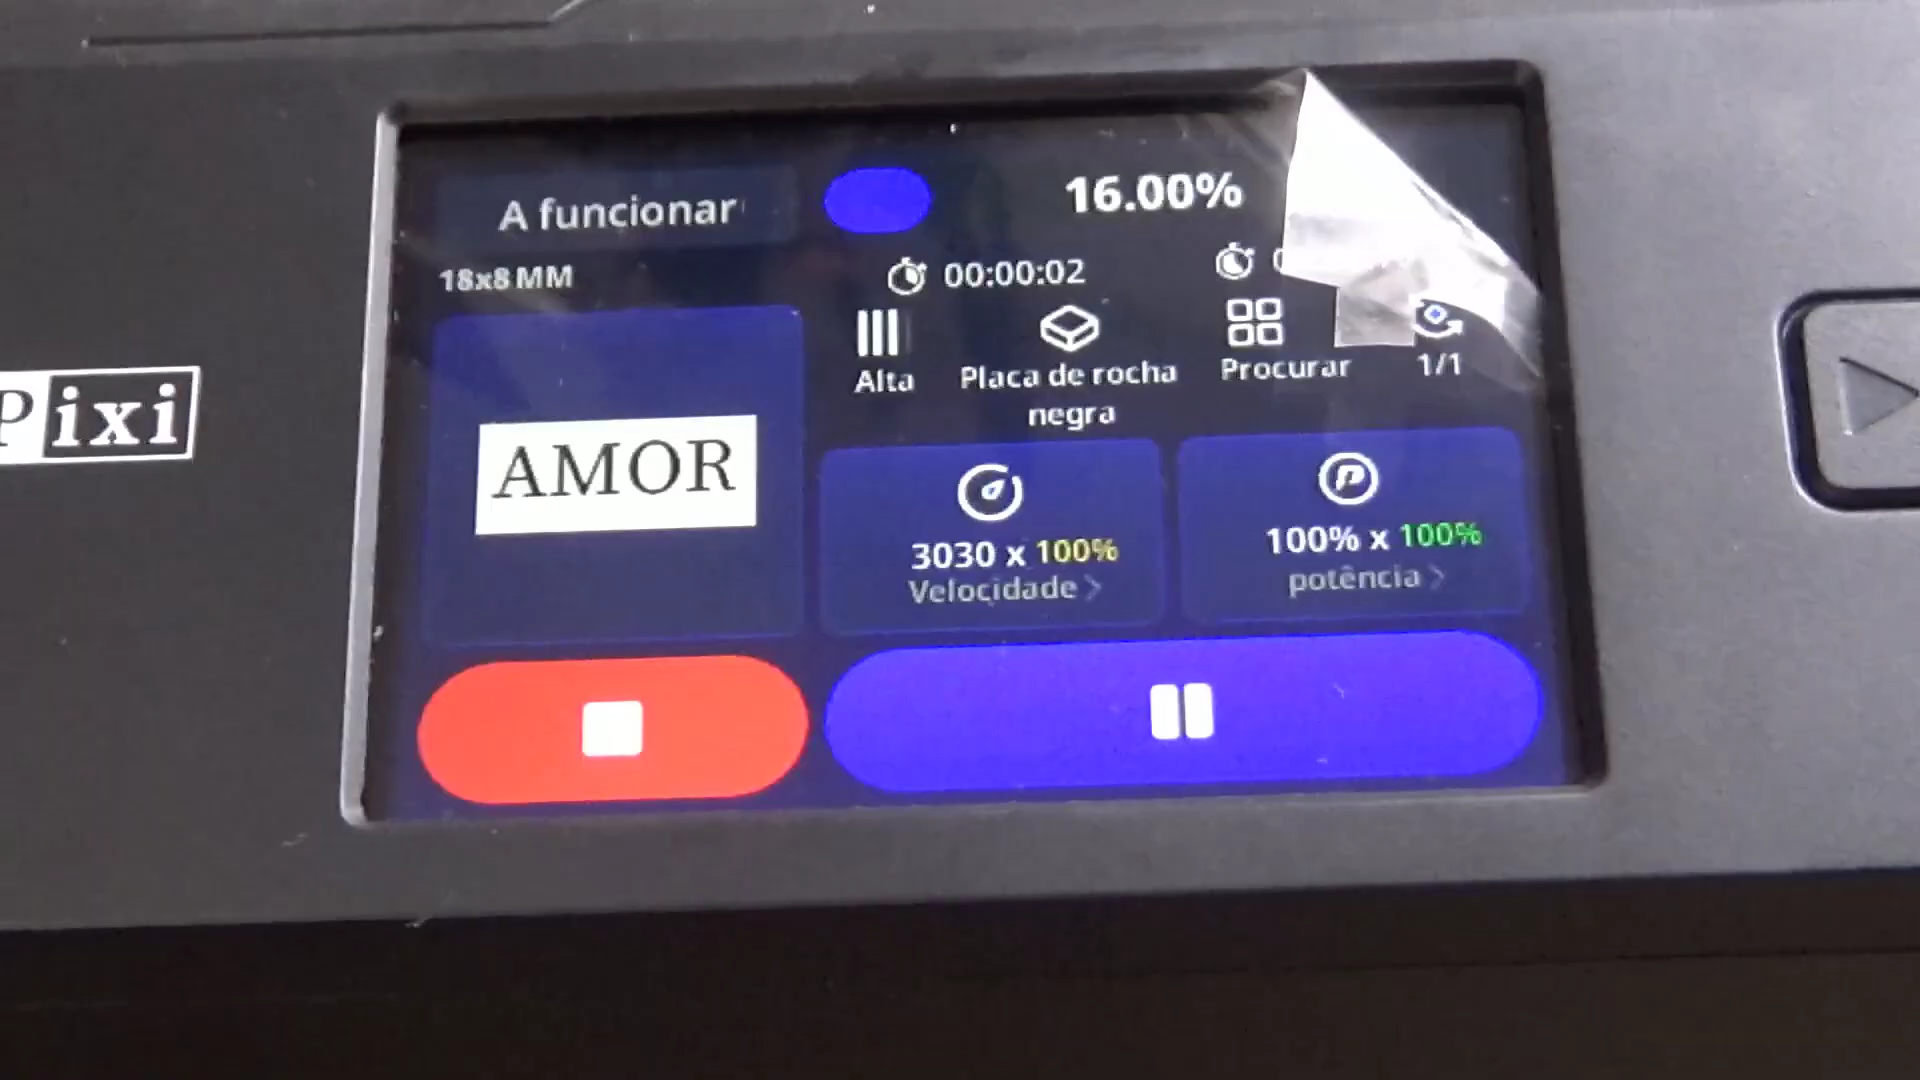 A funcionar
16.00%
18x8 MM
00:00:02
Alta
Placa de rocha
negra
Procurar
1/1
Pixi
AMOR
3030 x 100%
Velocidade
100% x 100%
potência